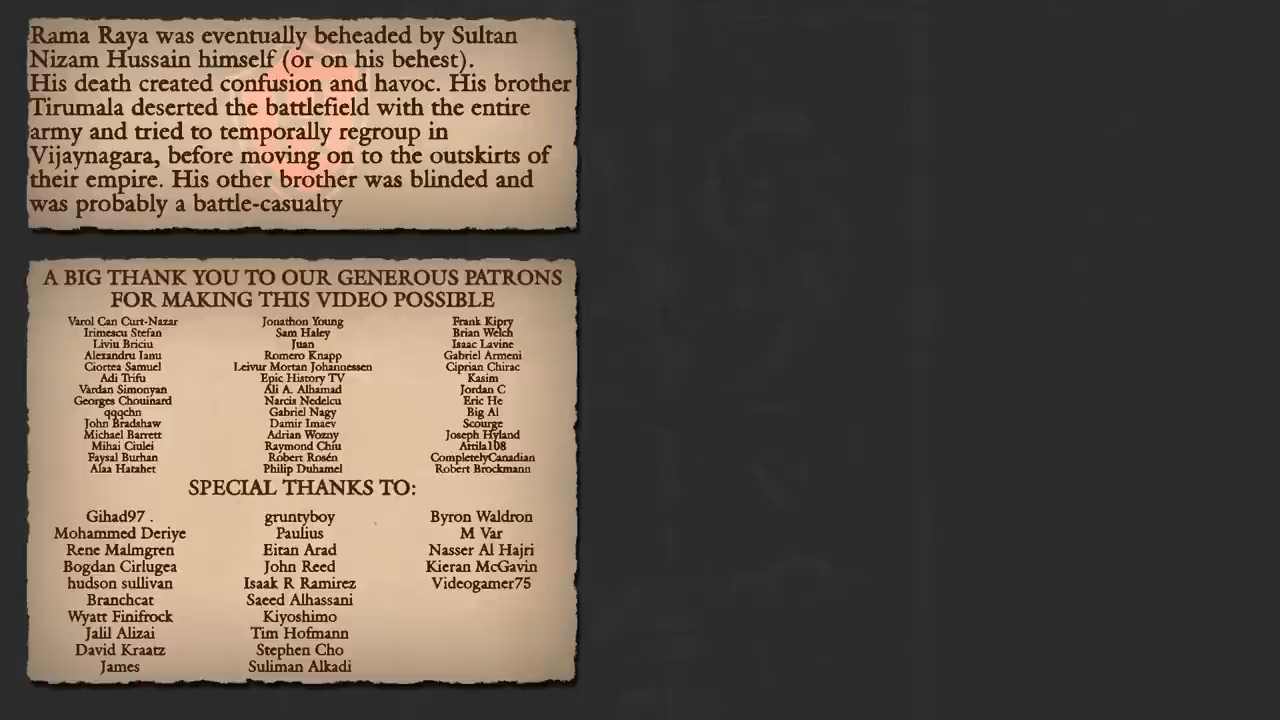 Rama Raya was eventually beheaded by Sultan
Nizam Hussain himself (or on his behest).
His death created confusion and havoc. His brother
Tirumala deserted the battlefield with the entire
army and tried to temporally regroup in
Vijaynagara, before moving on to the outskirts of
their empire. His other brother was blinded and
was probably a battle-casualty
A BIG THANK YOU TO OUR GENEROUS PATRONS
FOR MAKING THIS VIDEO POSSIBLE
Varol Can Curt-Nazar Jonathon Young Frank Kipry
Irimescu Stefan Sam Haley Brian Welch
Liviu Briciu Juan Isaac Lavine
Alexandru Ianu Romero Knapp Gabriel Armeni
Ciortea Samuel Leivur Mortan Johannessen Ciprian Chirac
Adi Trifu Epic History TV Kasim
Vardan Simonyan Ali A. Alhamad Jordan C
Georges Chouinard Narcis Nedelcu Eric He
qqqchn Gabriel Nagy Big Al
John Bradshaw Damir Imaev Scourge
Michael Barrett Adrian Wozny Joseph Hyland
Mihai Ciulei Raymond Chiu Attila108
Faysal Burhan Robert Rosén CompletelyCanadian
Alaa Hatahet Philip Duhamel Robert Brockmann
SPECIAL THANKS TO:
Gihad97 . gruntyboy Byron Waldron
Mohammed Deriye Paulius M Var
Rene Malmgren Eitan Arad Nasser Al Hajri
Bogdan Cirlugea John Reed Kieran McGavin
hudson sullivan Isaak R Ramirez Videogamer75
Branchcat Saeed Alhassani
Wyatt Finifrock Kiyoshimo
Jalil Alizai Tim Hofmann
David Kraatz Stephen Cho
James Suliman Alkadi